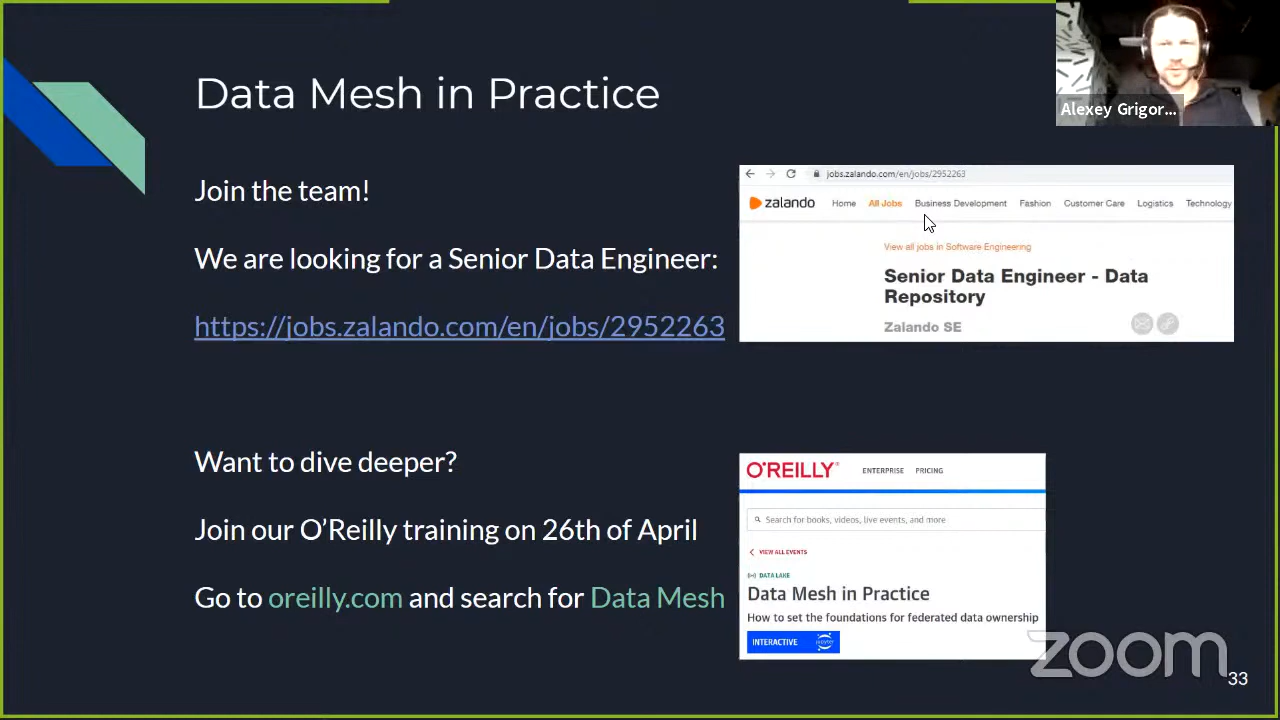 Data Mesh in Practice
Alexey Grigor...
Join the team!
We are looking for a Senior Data Engineer:
https://jobs.zalando.com/en/jobs/2952263
jobs.zalando.com/en/jobs/2952263
zalando Home All Jobs Business Development Fashion Customer Care Logistics Technology
View all jobs in Software Engineering
Senior Data Engineer - Data
Repository
Zalando SE
Want to dive deeper?
Join our O'Reilly training on 26th of April
Go to oreilly.com and search for Data Mesh
O'REILLY ENTERPRISE PRICING
Search for books, videos, live events, and more
VIEW ALL EVENTS
DATA LAKE
Data Mesh in Practice
How to set the foundations for federated data ownership
INTERACTIVE jupyter
zoom
33